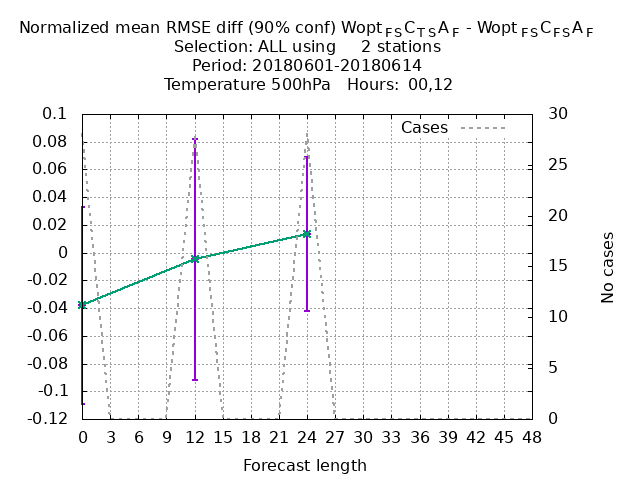 Normalized mean RMSE diff (90% conf) Wopt FS C T S A F - Wopt FS C F S A F
Selection: ALL using 2 stations
Period: 20180601-20180614
Temperature 500hPa Hours: 00,12
Cases
0.1
0.08
0.06
0.04
0.02
0
-0.02
-0.04
-0.06
-0.08
-0.1
-0.12
30
25
20
15
10
5
0
No cases
0 3 6 9 12 15 18 21 24 27 30 33 36 39 42 45 48
Forecast length